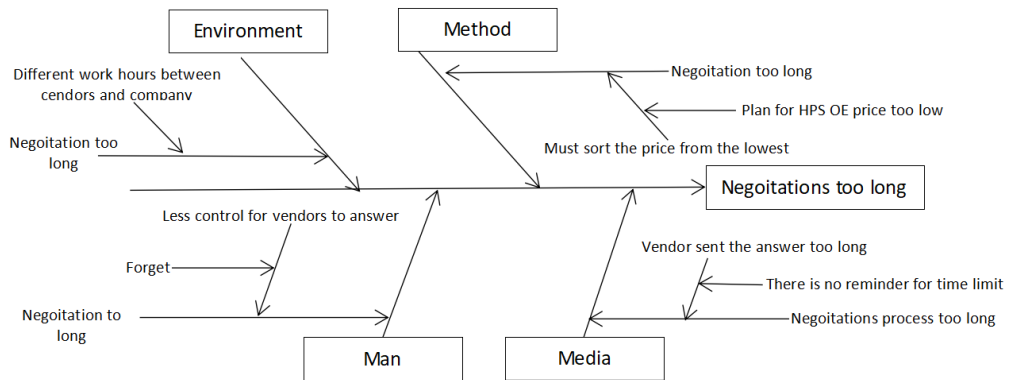 Environment
Method
Different work hours between
cendors and company
Negoitation too long
Plan for HPS OE price too low
Negoitation too
long
Must sort the price from the lowest
Negoitations too long
Less control for vendors to answer
Vendor sent the answer too long
Forget
There is no reminder for time limit
Negoitation to
long
Negoitations process too long
Man
Media